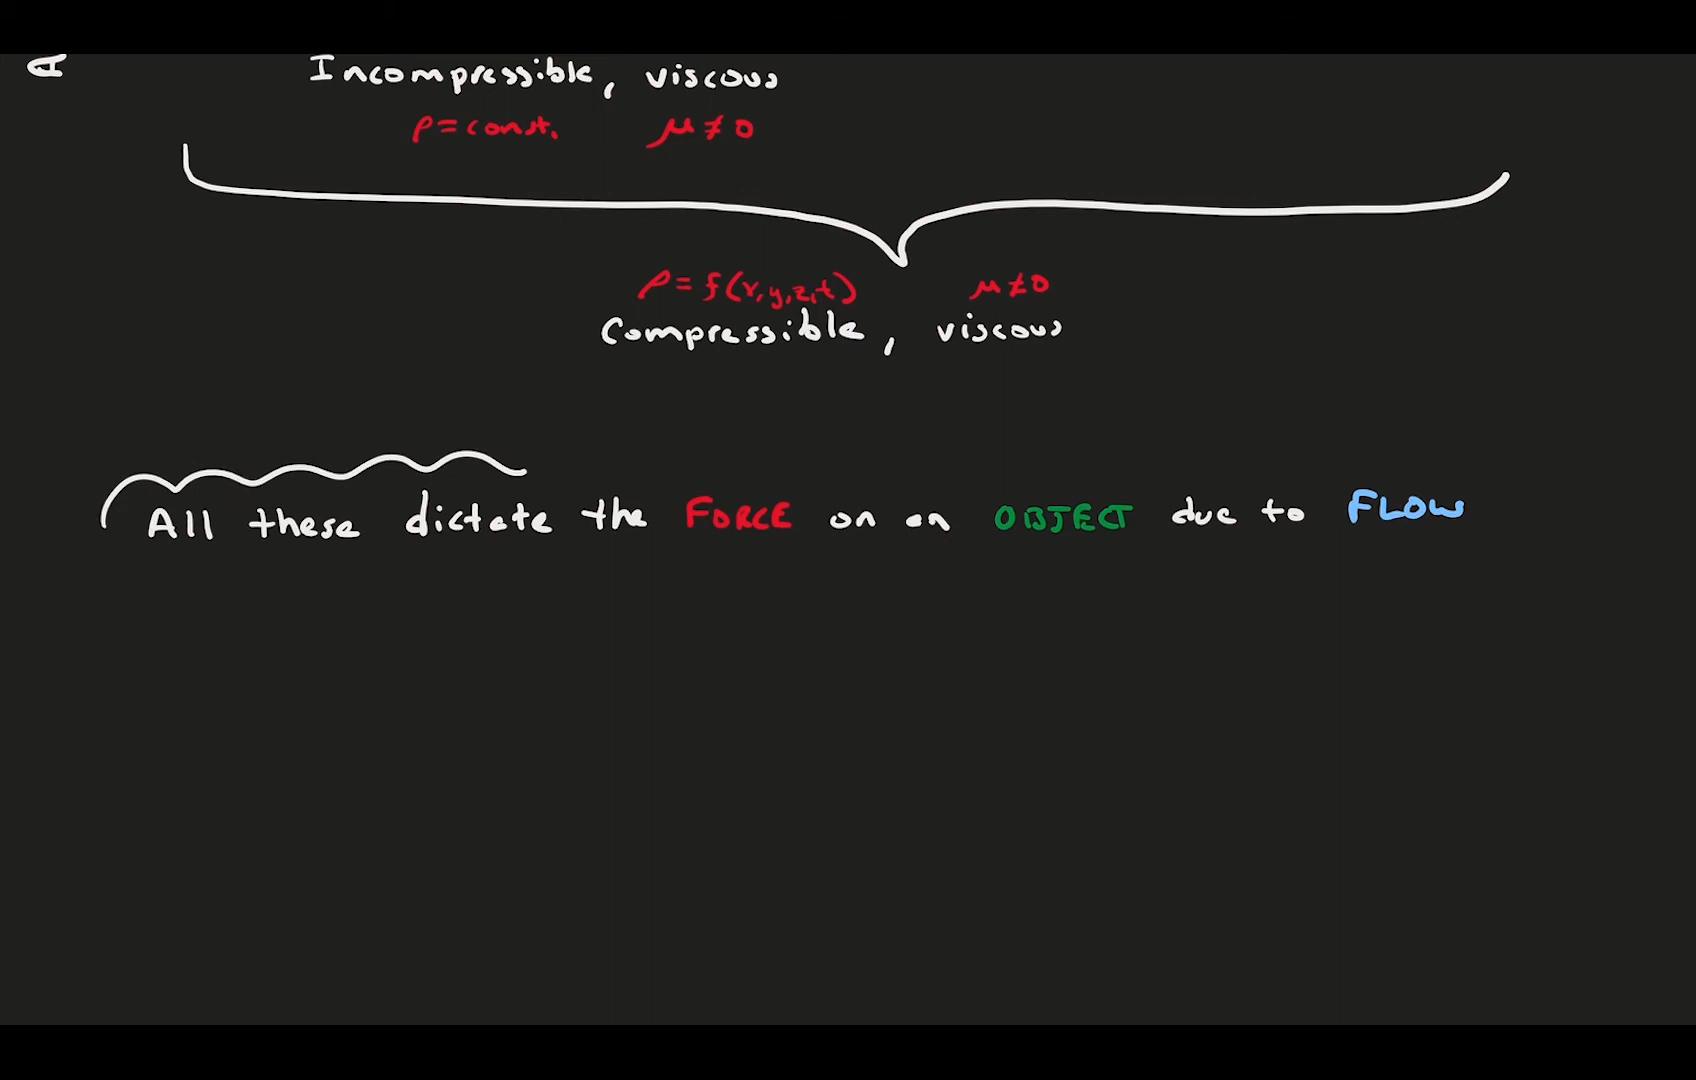 Incompressible, viscous
ρ = const. μ ≠ 0
ρ = f(x,y,z,t) μ ≠ 0
Compressible, viscous
All these dictate the FORCE on an OBJECT due to FLOW